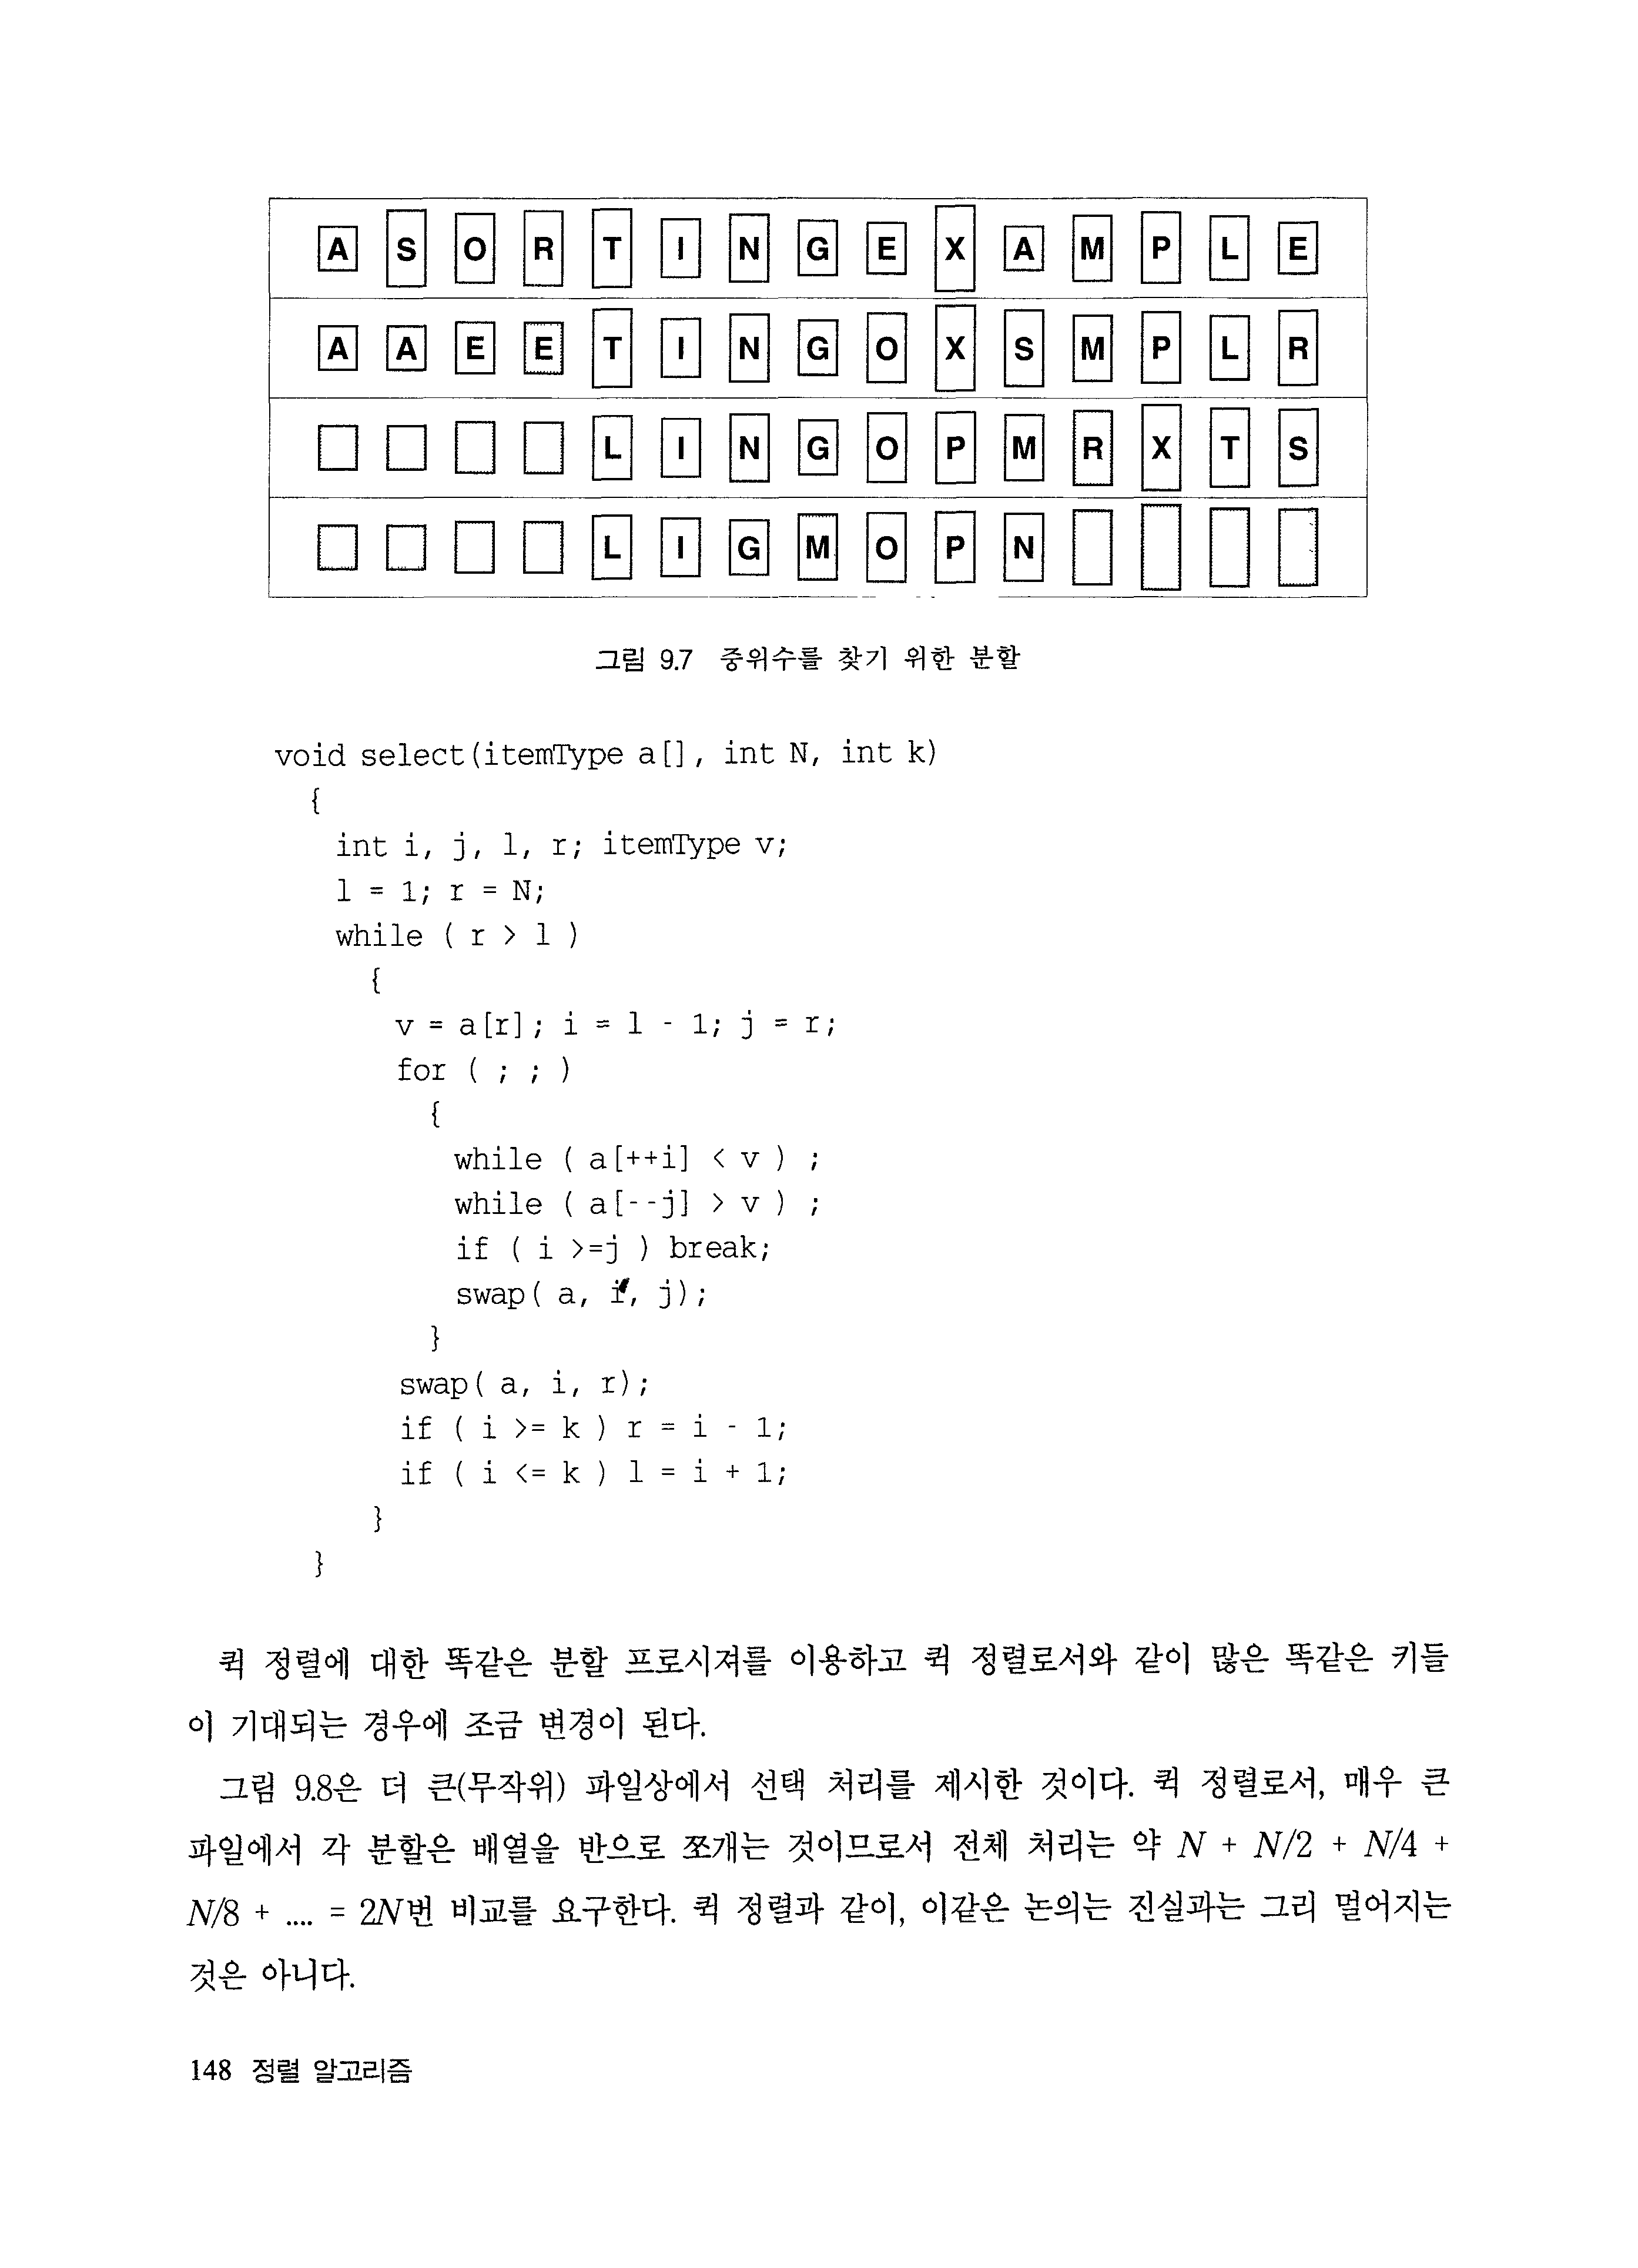 A S O R T I N G E X A M P L E
A A E E T I N G O X S M P L R
L I N G O P M R X T S
L I G M O P N
그림 9.7 중위수를 찾기 위한 분할
void select(itemType a[], int N, int k)
{
int i, j, l, r; itemType v;
l = 1; r = N;
while ( r > l )
{
v = a[r]; i = l - 1; j = r;
for ( ; ; )
{
while ( a[++i] < v ) ;
while ( a[--j] > v ) ;
if ( i >=j ) break;
swap( a, i, j);
}
swap( a, i, r);
if ( i >= k ) r = i - 1;
if ( i <= k ) l = i + 1;
}
}
퀵 정렬에 대한 똑같은 분할 프로시져를 이용하고 퀵 정렬로서와 같이 많은 똑같은 키들
이 기대되는 경우에 조금 변경이 된다.
그림 9.8은 더 큰(무작위) 파일상에서 선택 처리를 제시한 것이다. 퀵 정렬로서, 매우 큰
파일에서 각 분할은 배열을 반으로 쪼개는 것이므로서 전체 처리는 약 N + N/2 + N/4 +
N/8 + .... = 2N번 비교를 요구한다. 퀵 정렬과 같이, 이같은 논의는 진실과는 그리 멀어지는
것은 아니다.
148 정렬 알고리즘